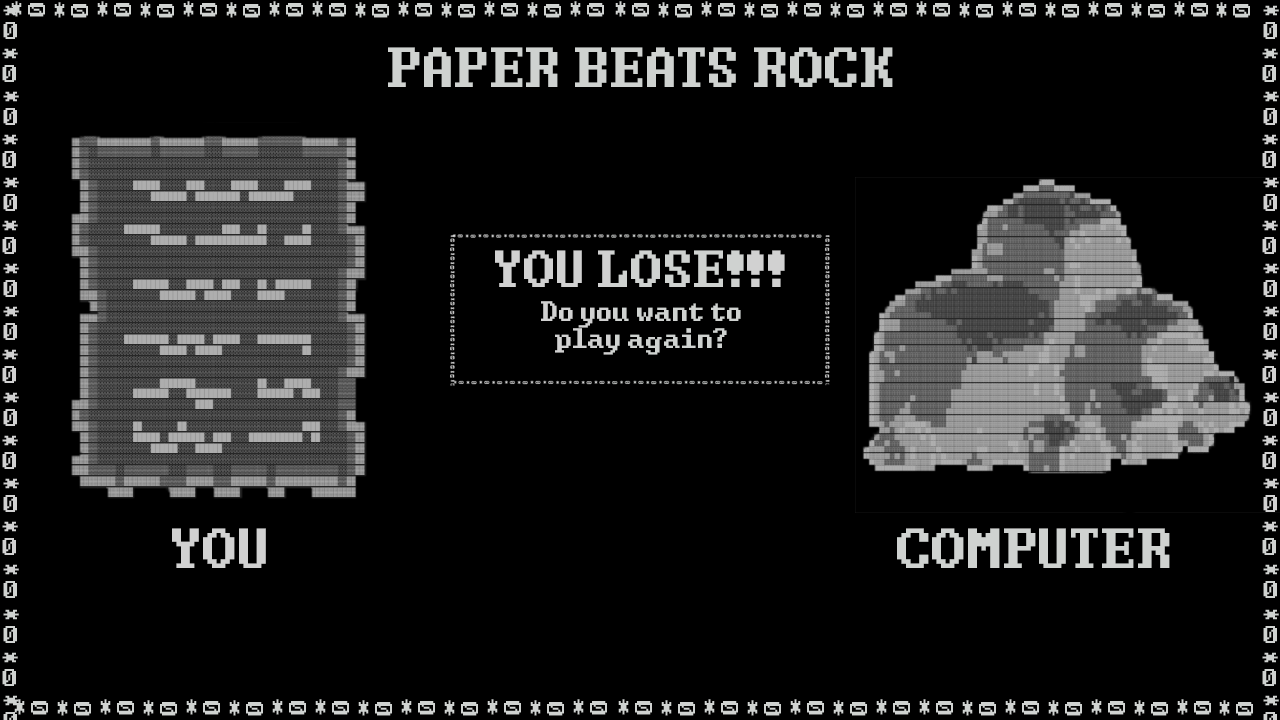 PAPER BEATS ROCK
YOU LOSE!!!
Do you want to
play again?
YOU
COMPUTER